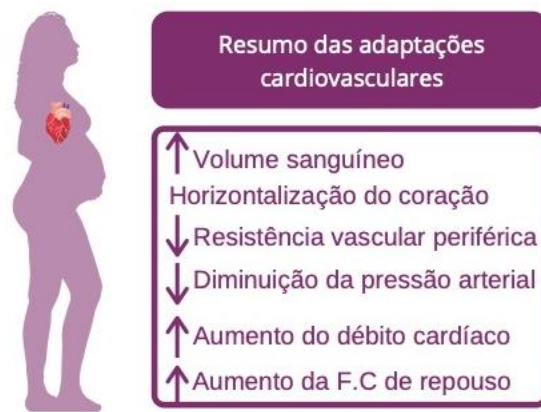 Resumo das adaptações
cardiovasculares
↑ Volume sanguíneo
Horizontalização do coração
↓ Resistência vascular periférica
↓ Diminuição da pressão arterial
↑ Aumento do débito cardíaco
↑ Aumento da F.C de repouso